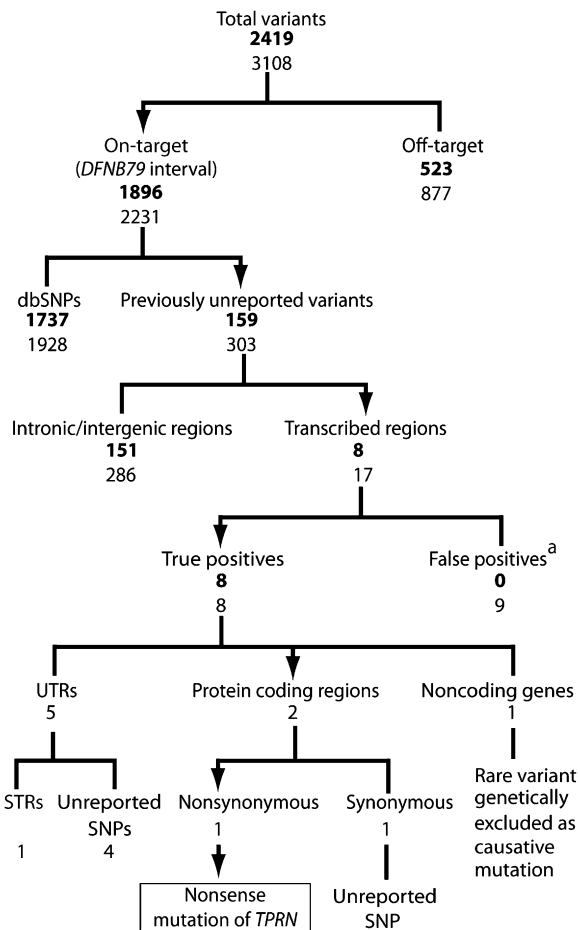 Total variants
2419
3108
On-target
(DFNB79 interval)
1896
2231
Off-target
523
877
dbSNPs
1737
1928
Previously unreported variants
159
303
Intronic/intergenic regions
151
286
Transcribed regions
8
17
True positives
8
8
False positivesᵃ
0
9
UTRs
5
Protein coding regions
2
Noncoding genes
1
STRs
1
Unreported
SNPs
4
Nonsynonymous
1
Synonymous
1
Rare variant
genetically
excluded as
causative
mutation
Nonsense
mutation of TPRN
Unreported
SNP